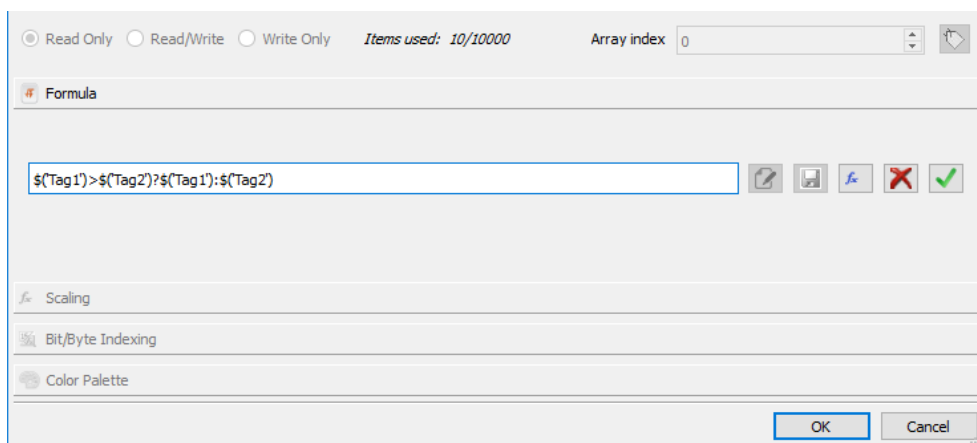 Read Only Read/Write Write Only Items used: 10/10000 Array index 0
Formula
$('Tag1')>$('Tag2')?$('Tag1'):$('Tag2')
Scaling
Bit/Byte Indexing
Color Palette
OK Cancel